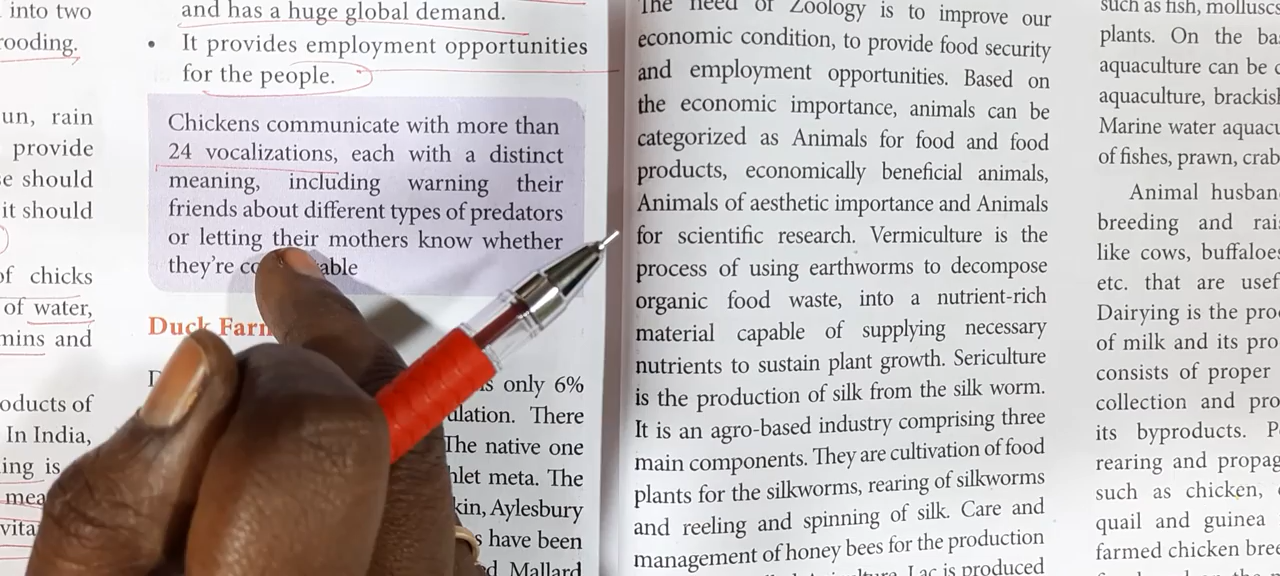 into two
rooding.
un, rain
provide
se should
it should
of chicks
of water,
mins and
oducts of
In India,
ing is
mea
vita
and has a huge global demand.
• It provides employment opportunities
for the people.
Chickens communicate with more than
24 vocalizations, each with a distinct
meaning, including warning their
friends about different types of predators
or letting their mothers know whether
they're co able
Duck Farm
D
is only 6%
ulation. There
The native one
hlet meta. The
kin, Aylesbury
s have been
d Mallard
The need of Zoology is to improve our
economic condition, to provide food security
and employment opportunities. Based on
the economic importance, animals can be
categorized as Animals for food and food
products, economically beneficial animals,
Animals of aesthetic importance and Animals
for scientific research. Vermiculture is the
process of using earthworms to decompose
organic food waste, into a nutrient-rich
material capable of supplying necessary
nutrients to sustain plant growth. Sericulture
is the production of silk from the silk worm.
It is an agro-based industry comprising three
main components. They are cultivation of food
plants for the silkworms, rearing of silkworms
and reeling and spinning of silk. Care and
management of honey bees for the production
Lac is produced
such as fish, molluscs
plants. On the ba
aquaculture can be c
aquaculture, brackish
Marine water aquacu
of fishes, prawn, crab
Animal husban
breeding and rai
like cows, buffaloes
etc. that are usef
Dairying is the pro
of milk and its pro
consists of proper
collection and pro
its byproducts. P
rearing and propag
such as chicken,
quail and guinea
farmed chicken bree